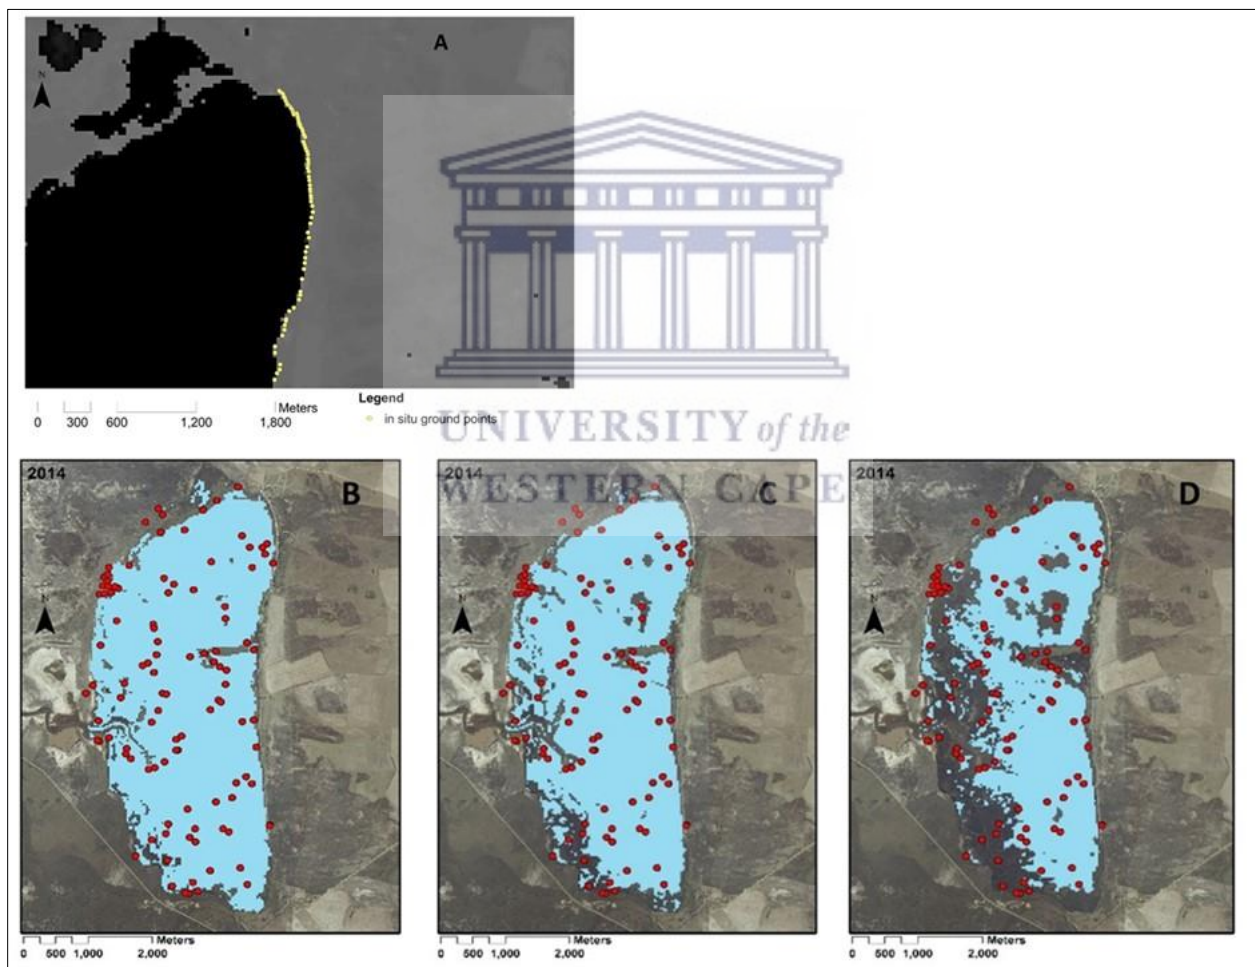 A
N
Legend
Meters
0 300 600 1,200 1,800
in situ ground points
UNIVERSITY of the
WESTERN CAPE
2014
B
N
Meters
0 500 1,000 2,000
C
N
Meters
0 500 1,000 2,000
2014
D
N
Meters
0 500 1,000 2,000